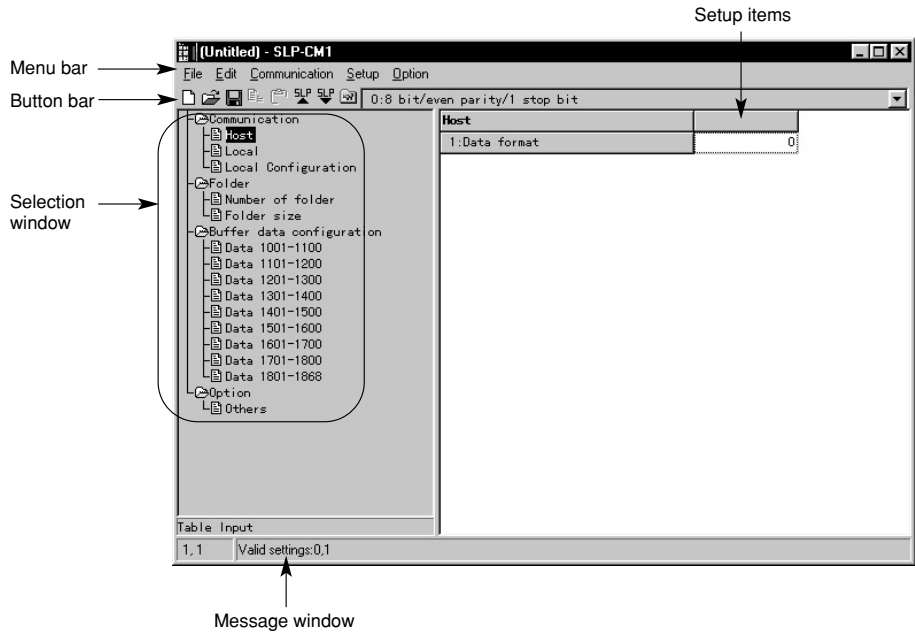 Setup items
(Untitled) - SLP-CM1
Menu bar
File Edit Communication Setup Option
Button bar
SLP SLP 0:8 bit/even parity/1 stop bit
Communication
Host
Local
Local Configuration
Folder
Number of folder
Folder size
Buffer data configuration
Data 1001-1100
Data 1101-1200
Data 1201-1300
Data 1301-1400
Data 1401-1500
Data 1501-1600
Data 1601-1700
Data 1701-1800
Data 1801-1868
Option
Others
Selection
window
Host
1:Data format 0
Table Input
1, 1 Valid settings:0,1
Message window